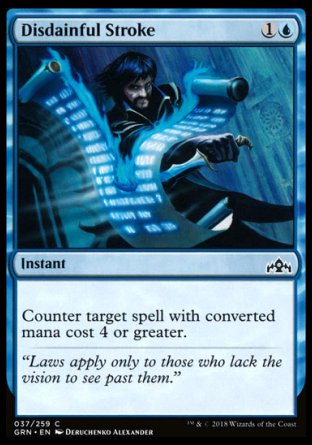 Disdainful Stroke 1
Instant
Counter target spell with converted
mana cost 4 or greater.
"Laws apply only to those who lack the
vision to see past them."
037/259 C
GRN • EN Deruchenko Alexander
™ & © 2018 Wizards of the Coast